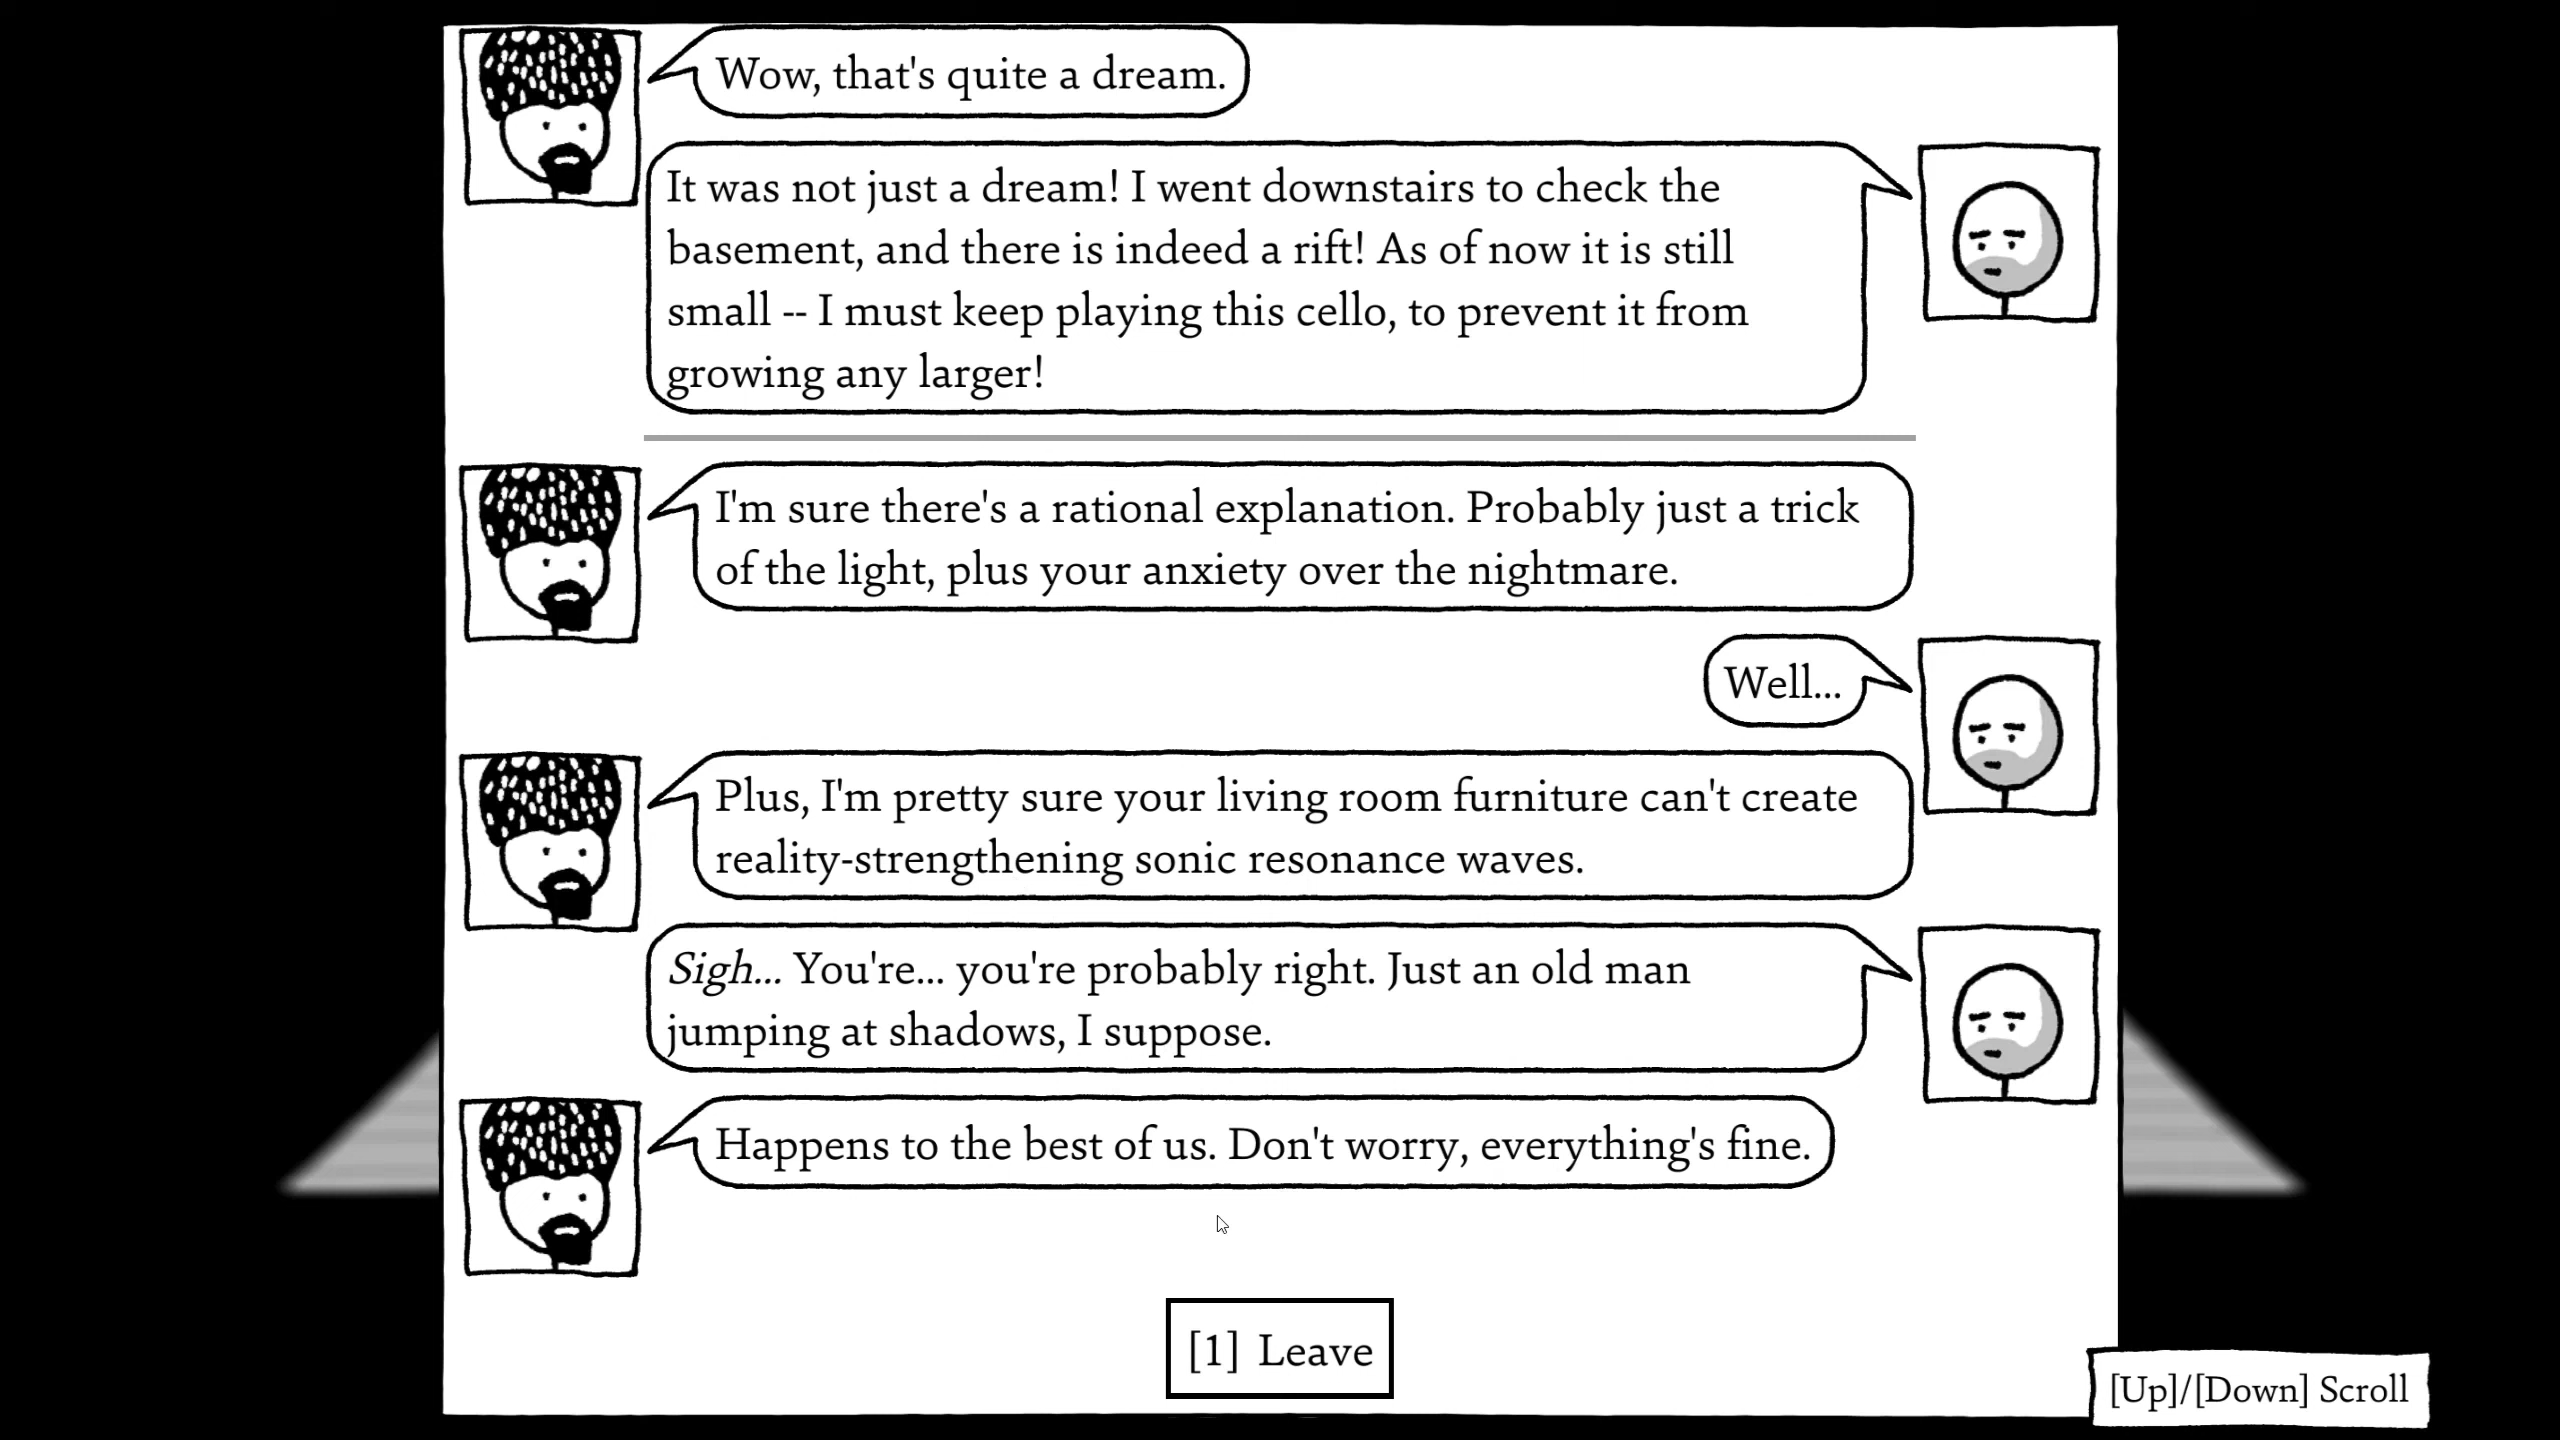 Wow, that's quite a dream.
It was not just a dream! I went downstairs to check the
basement, and there is indeed a rift! As of now it is still
small -- I must keep playing this cello, to prevent it from
growing any larger!
I'm sure there's a rational explanation. Probably just a trick
of the light, plus your anxiety over the nightmare.
Well...
Plus, I'm pretty sure your living room furniture can't create
reality-strengthening sonic resonance waves.
Sigh... You're... you're probably right. Just an old man
jumping at shadows, I suppose.
Happens to the best of us. Don't worry, everything's fine.
[1] Leave
[Up]/[Down] Scroll